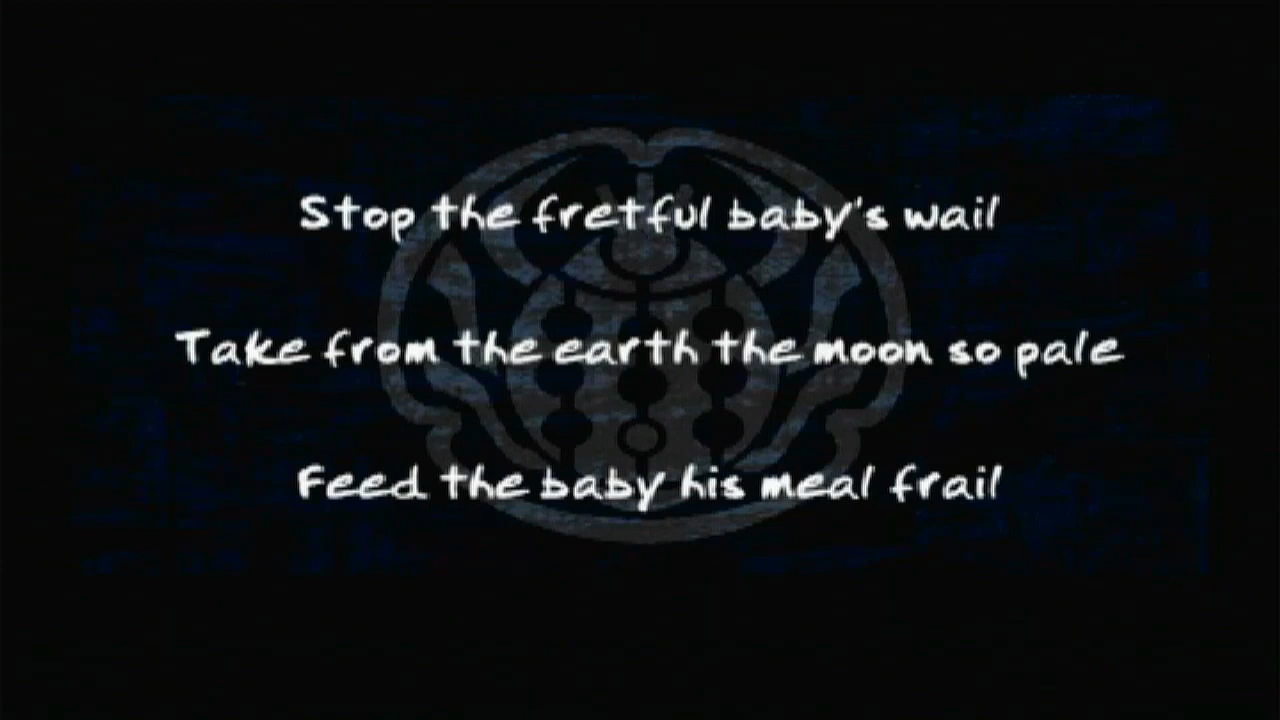 Stop the fretful baby's wail
Take from the earth the moon so pale
Feed the baby his meal frail